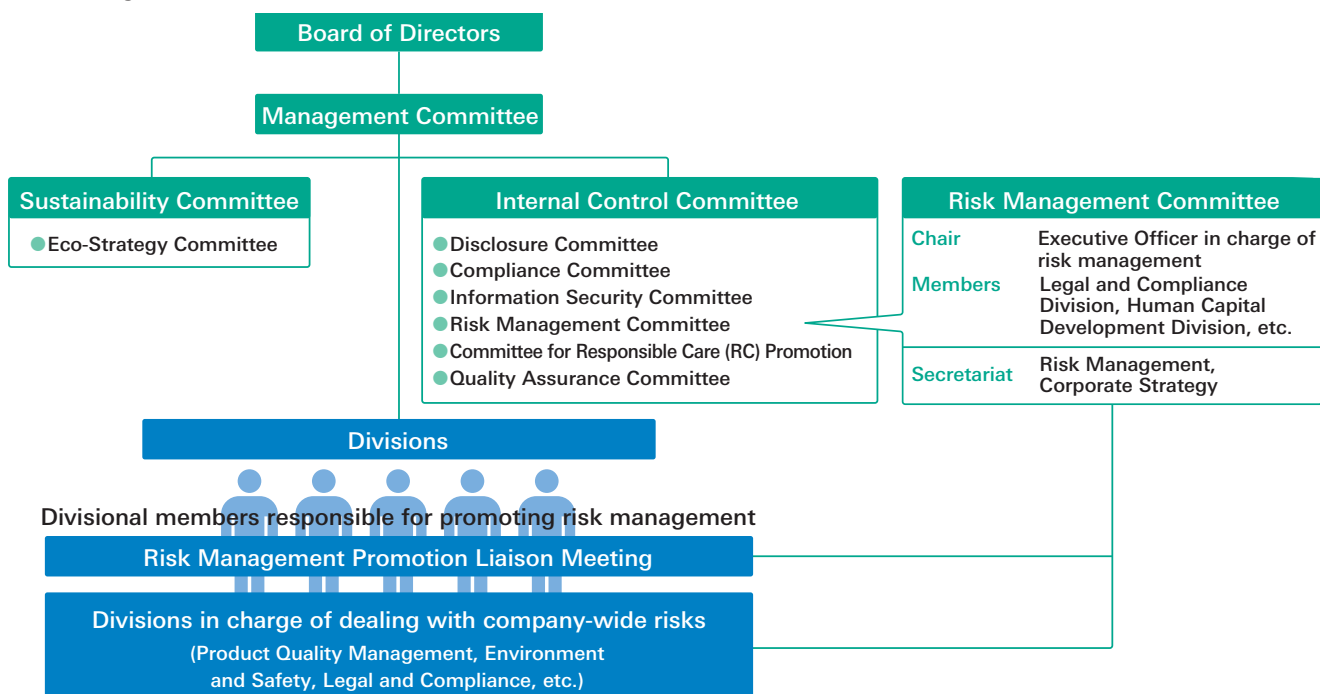 Board of Directors
Management Committee
Sustainability Committee
●Eco-Strategy Committee
Internal Control Committee
●Disclosure Committee
●Compliance Committee
●Information Security Committee
●Risk Management Committee
●Committee for Responsible Care (RC) Promotion
●Quality Assurance Committee
Risk Management Committee
Chair Executive Officer in charge of
risk management
Members Legal and Compliance
Division, Human Capital
Development Division, etc.
Secretariat Risk Management,
Corporate Strategy
Divisions
Divisional members responsible for promoting risk management
Risk Management Promotion Liaison Meeting
Divisions in charge of dealing with company-wide risks
(Product Quality Management, Environment
and Safety, Legal and Compliance, etc.)